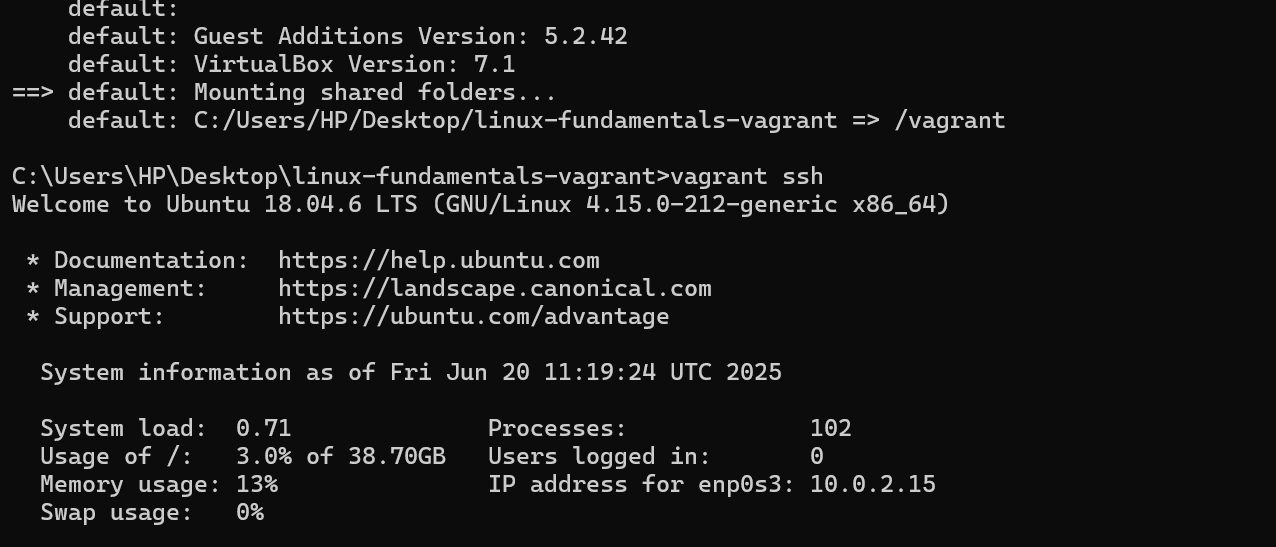 default:
default: Guest Additions Version: 5.2.42
default: VirtualBox Version: 7.1
==> default: Mounting shared folders...
default: C:/Users/HP/Desktop/linux-fundamentals-vagrant => /vagrant
C:\Users\HP\Desktop\linux-fundamentals-vagrant>vagrant ssh
Welcome to Ubuntu 18.04.6 LTS (GNU/Linux 4.15.0-212-generic x86_64)
* Documentation:  https://help.ubuntu.com
* Management:     https://landscape.canonical.com
* Support:        https://ubuntu.com/advantage
System information as of Fri Jun 20 11:19:24 UTC 2025
System load:  0.71              Processes:             102
Usage of /:   3.0% of 38.70GB   Users logged in:       0
Memory usage: 13%               IP address for enp0s3: 10.0.2.15
Swap usage:   0%